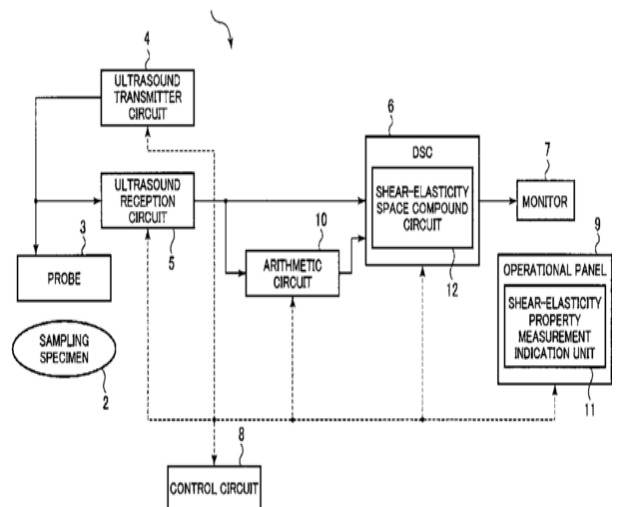 4
ULTRASOUND
TRANSMITTER
CIRCUIT
6
DSC
SHEAR-ELASTICITY
SPACE COMPOUND
CIRCUIT
12
7
MONITOR
ULTRASOUND
RECEPTION
CIRCUIT
5
3
PROBE
10
ARITHMETIC
CIRCUIT
9
OPERATIONAL PANEL
SHEAR-ELASTICITY
PROPERTY
MEASUREMENT
INDICATION UNIT
11
SAMPLING
SPECIMEN
2
8
CONTROL CIRCUIT